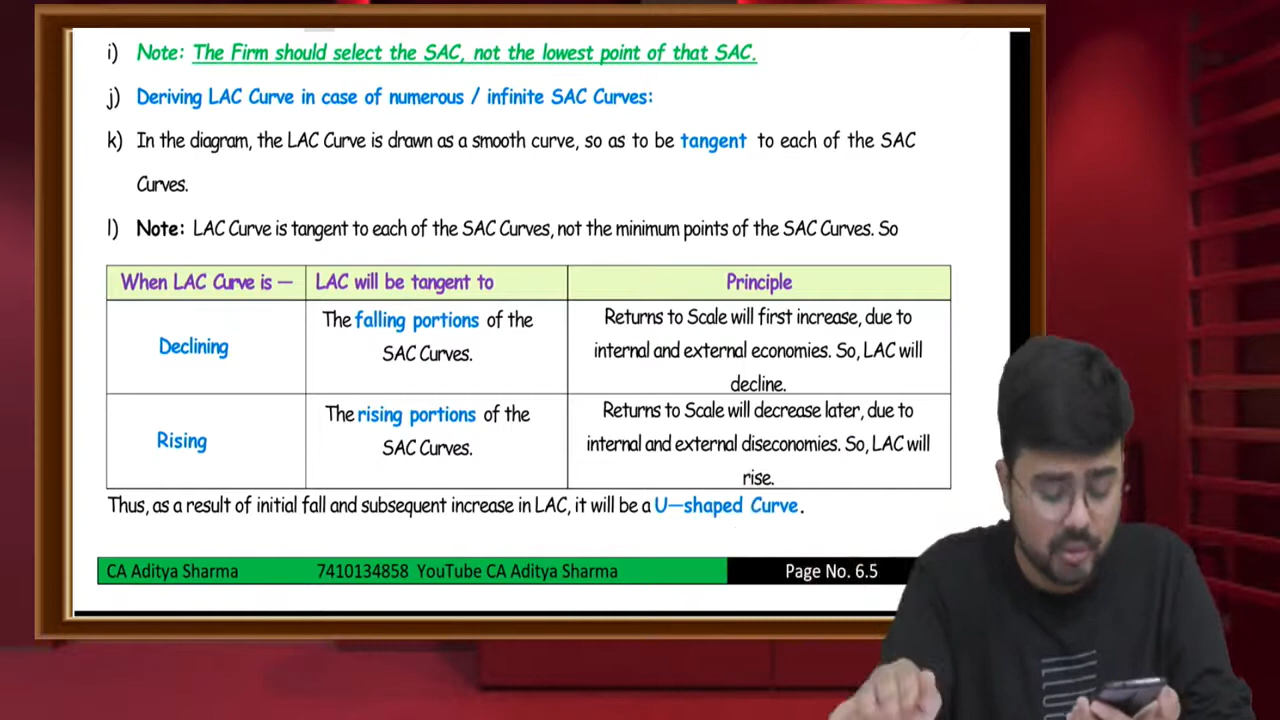 i) Note: The Firm should select the SAC, not the lowest point of that SAC.
j) Deriving LAC Curve in case of numerous / infinite SAC Curves:
k) In the diagram, the LAC Curve is drawn as a smooth curve, so as to be tangent to each of the SAC
Curves.
l) Note: LAC Curve is tangent to each of the SAC Curves, not the minimum points of the SAC Curves. So
When LAC Curve is — LAC will be tangent to Principle
Declining
The falling portions of the
SAC Curves.
Returns to Scale will first increase, due to
internal and external economies. So, LAC will
decline.
Rising
The rising portions of the
SAC Curves.
Returns to Scale will decrease later, due to
internal and external diseconomies. So, LAC will
rise.
Thus, as a result of initial fall and subsequent increase in LAC, it will be a U—shaped Curve.
CA Aditya Sharma 7410134858 YouTube CA Aditya Sharma Page No. 6.5